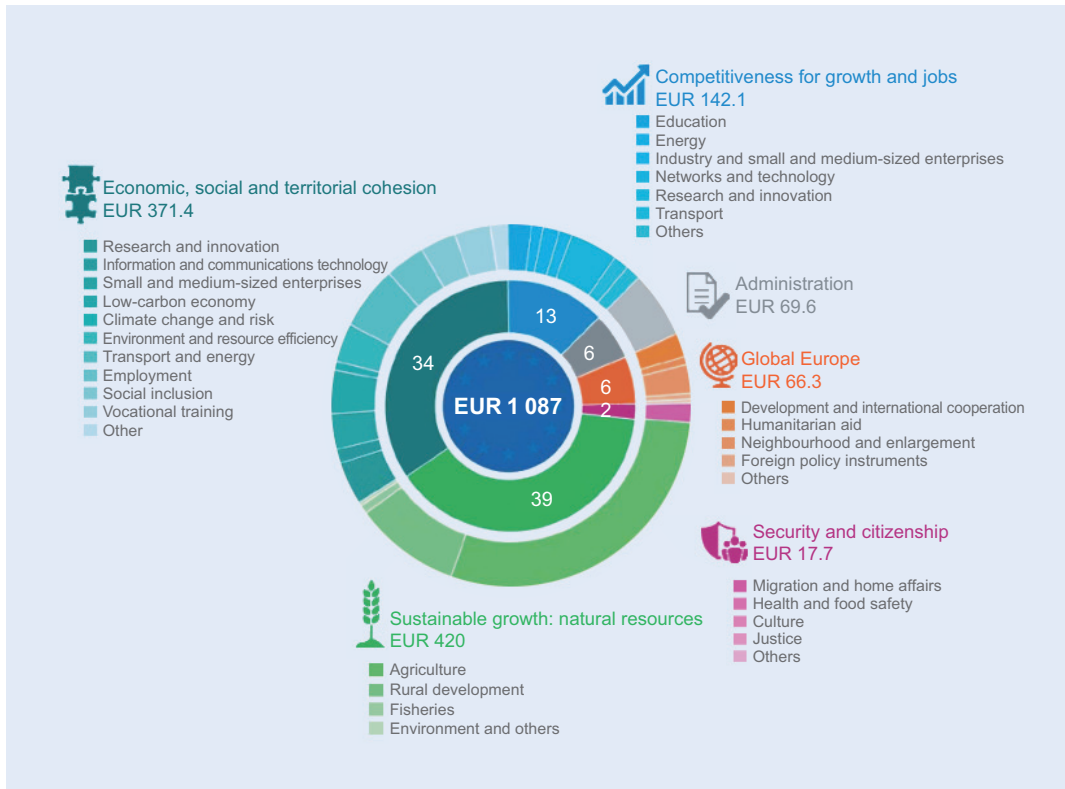 Competitiveness for growth and jobs
EUR 142.1
Education
Energy
Industry and small and medium-sized enterprises
Networks and technology
Research and innovation
Transport
Others
Economic, social and territorial cohesion
EUR 371.4
Research and innovation
Information and communications technology
Small and medium-sized enterprises
Low-carbon economy
Climate change and risk
Environment and resource efficiency
Transport and energy
Employment
Social inclusion
Vocational training
Other
Administration
EUR 69.6
Global Europe
EUR 66.3
Development and international cooperation
Humanitarian aid
Neighbourhood and enlargement
Foreign policy instruments
Others
13
6
6
2
39
34
EUR 1 087
Security and citizenship
EUR 17.7
Migration and home affairs
Health and food safety
Culture
Justice
Others
Sustainable growth: natural resources
EUR 420
Agriculture
Rural development
Fisheries
Environment and others